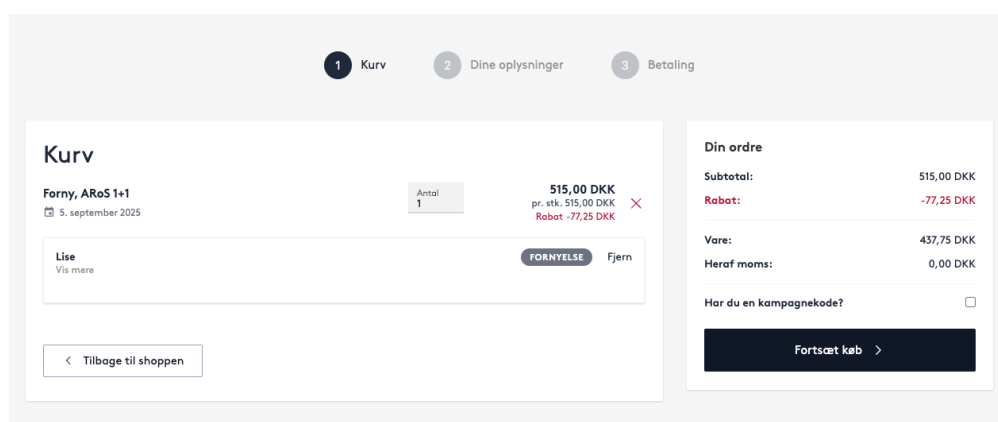 1 Kurv 2 Dine oplysninger 3 Betaling
Kurv
Forny, ARoS 1+1
5. september 2025
Antal
1
515,00 DKK
pr. stk. 515,00 DKK
Rabat -77,25 DKK
Lise
Vis mere
FORNYELSE Fjern
Tilbage til shoppen
Din ordre
Subtotal: 515,00 DKK
Rabat: -77,25 DKK
Vare: 437,75 DKK
Heraf moms: 0,00 DKK
Har du en kampagnekode?
Fortsæt køb